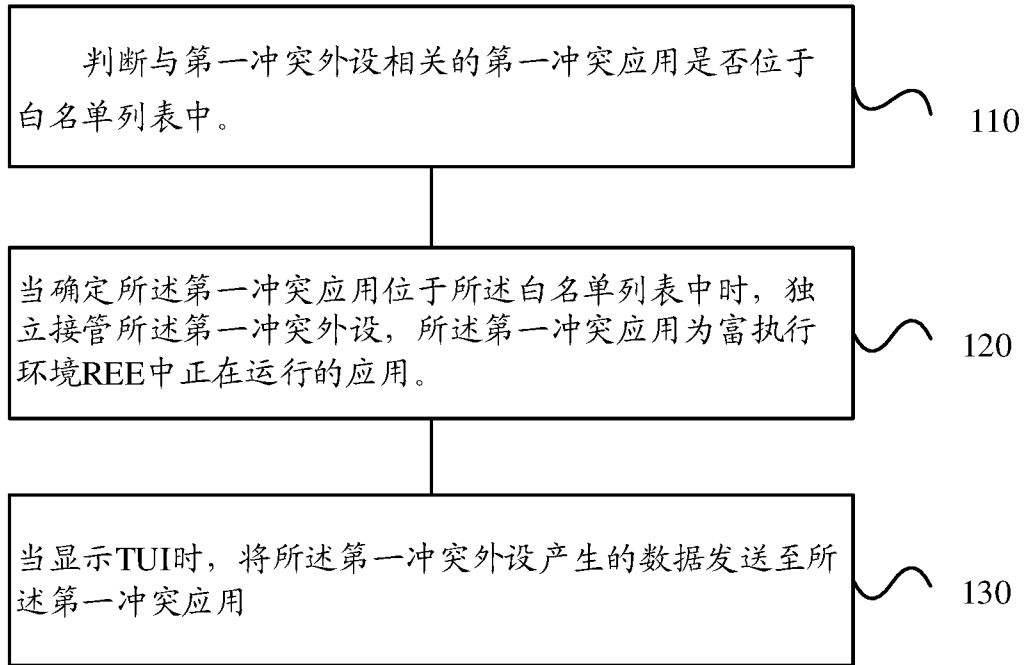 判断与第一冲突外设相关的第一冲突应用是否位于
白名单列表中。
110
当确定所述第一冲突应用位于所述白名单列表中时，独
立接管所述第一冲突外设，所述第一冲突应用为富执行
环境REE中正在运行的应用。
120
当显示TUI时，将所述第一冲突外设产生的数据发送至所
述第一冲突应用
130